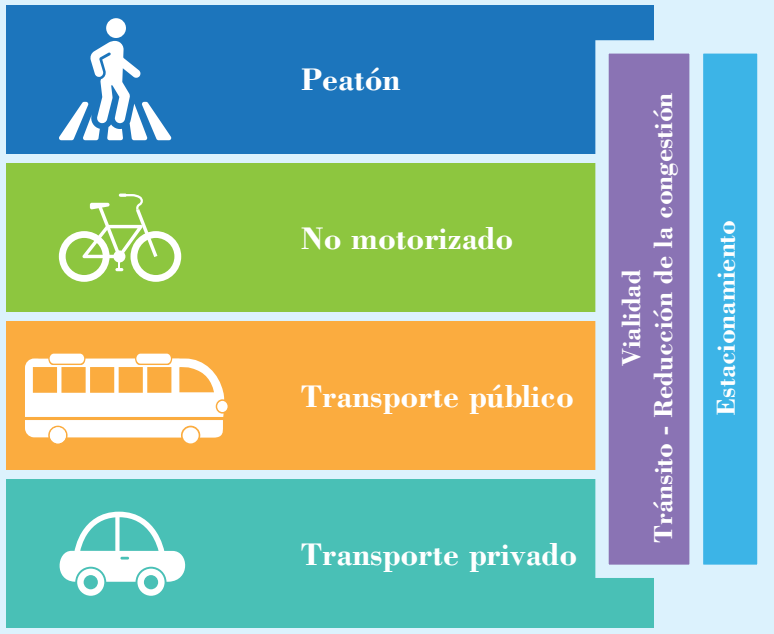 Peatón
No motorizado
Transporte público
Transporte privado
Vialidad
Tránsito - Reducción de la congestión
Estacionamiento